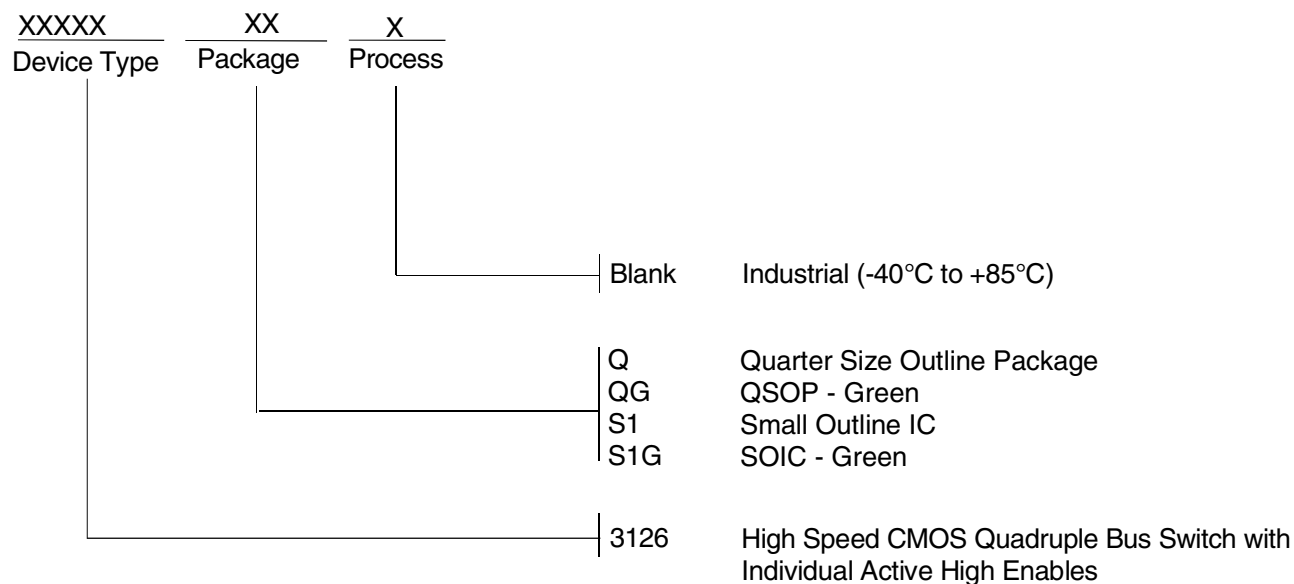 XXXXX XX X
Device Type Package Process
Blank Industrial (-40°C to +85°C)
Q Quarter Size Outline Package
QG QSOP - Green
S1 Small Outline IC
S1G SOIC - Green
3126 High Speed CMOS Quadruple Bus Switch with
Individual Active High Enables